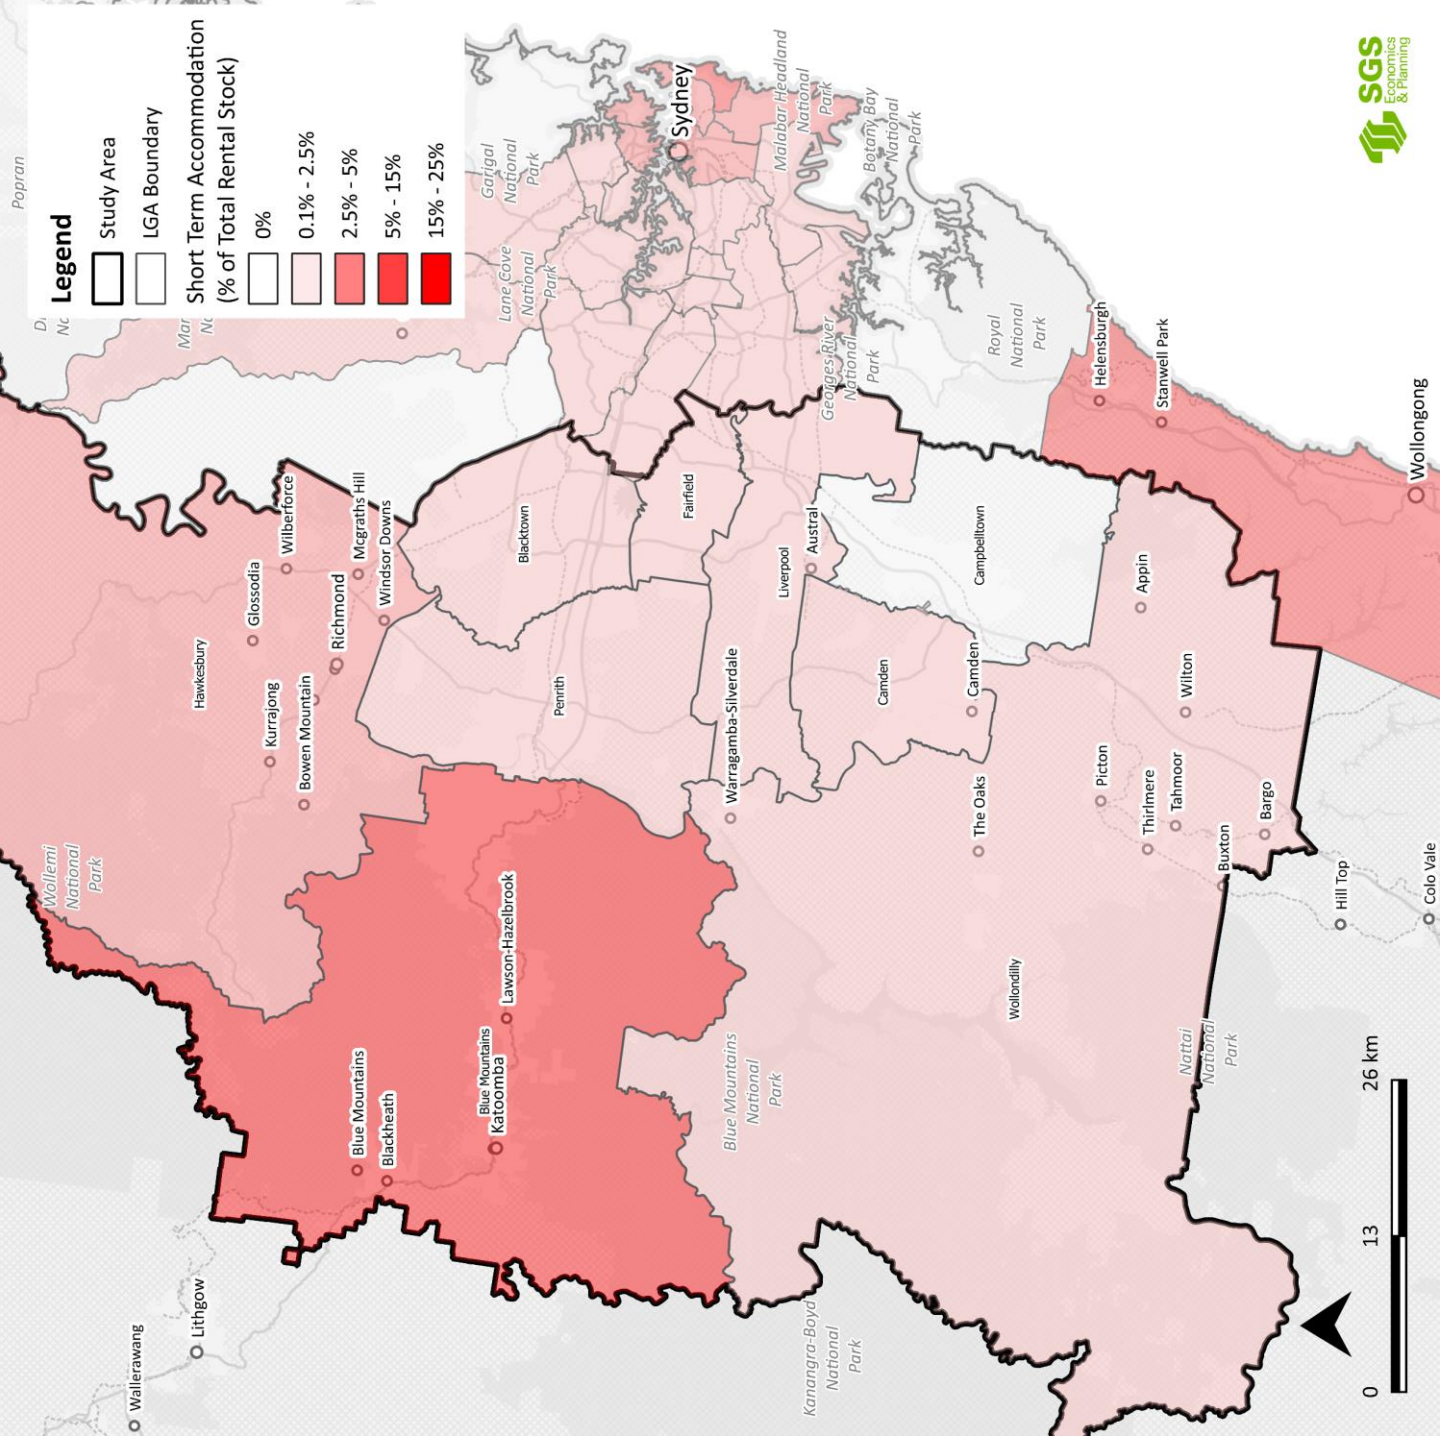 Legend
Study Area
LGA Boundary
Short Term Accommodation
(% of Total Rental Stock)
0%
0.1% - 2.5%
2.5% - 5%
5% - 15%
15% - 25%
Wallerawang
Lithgow
Blue Mountains
Blackheath
Blue Mountains
Katoomba
Lawson-Hazelbrook
Wollemi
National
Park
Kurrajong
Bowen Mountain
Hawkesbury
Glossodia
Wilberforce
Richmond
Mcgraths Hill
Windsor Downs
Popran
Garigal
National
Park
Lane Cove
National
Park
Sydney
Malabar Headland
National
Park
Botany Bay
National
Park
Georges River
National
Park
Royal
National
Park
Penrith
Blacktown
Fairfield
Liverpool
Austral
Warragamba-Silverdale
Camden
Camden
Campbelltown
The Oaks
Wollondilly
Blue Mountains
National
Park
Kanangra-Boyd
National
Park
Nattai
National
Park
Picton
Thirlmere
Tahmoor
Buxton
Bargo
Wilton
Appin
Helensburgh
Stanwell Park
Wollongong
Hill Top
Colo Vale
0
13
26 km
SGS
Economics
& Planning